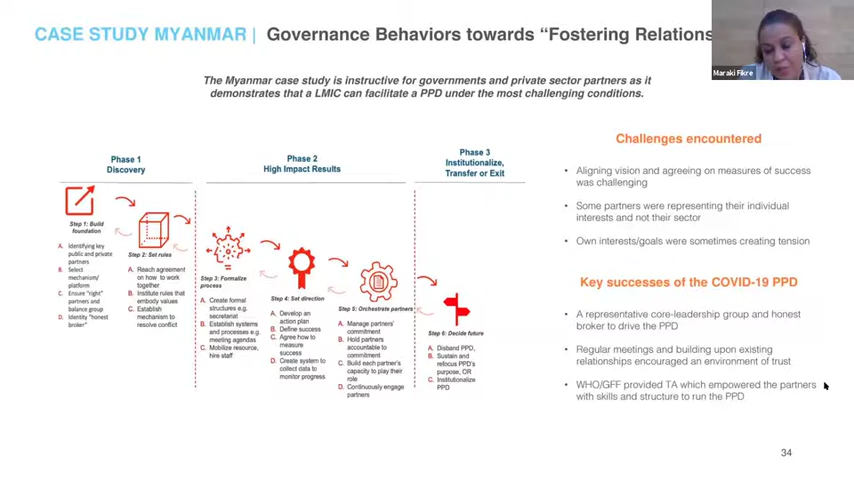 CASE STUDY MYANMAR | Governance Behaviors towards “Fostering Relations
Maraki Fikre
The Myanmar case study is instructive for governments and private sector partners as it
demonstrates that a LMIC can facilitate a PPD under the most challenging conditions.
Phase 1
Discovery
Phase 2
High Impact Results
Phase 3
Institutionalize,
Transfer or Exit
Step 1: Build
foundation
A. Identifying key
public and private
partners
B. Select
mechanism/
platform
C. Ensure "right"
partners and
balance group
D. Identity "honest
broker"
Step 2: Set rules
A. Reach agreement
on how to work
together
B. Institute rules that
embody values
C. Establish
mechanism to
resolve conflict
Step 3: Formalize
process
A. Create formal
structures e.g.
secretariat
B. Establish systems
and processes e.g.
meeting agendas
C. Mobilize resource,
hire staff
Step 4: Set direction
A. Develop an
action plan
B. Define success
C. Agree how to
measure
success
D. Create system to
collect data to
monitor progress
Step 5: Orchestrate partners
A. Manage partners'
commitment
B. Hold partners
accountable to
commitment
C. Build each partner's
capacity to play their
role
D. Continuously engage
partners
Step 6: Decide future
A. Disband PPD,
B. Sustain and
refocus PPD's
purpose, OR
C. Institutionalize
PPD
Challenges encountered
• Aligning vision and agreeing on measures of success
was challenging
• Some partners were representing their individual
interests and not their sector
• Own interests/goals were sometimes creating tension
Key successes of the COVID-19 PPD
• A representative core-leadership group and honest
broker to drive the PPD
• Regular meetings and building upon existing
relationships encouraged an environment of trust
• WHO/GFF provided TA which empowered the partners
with skills and structure to run the PPD
34